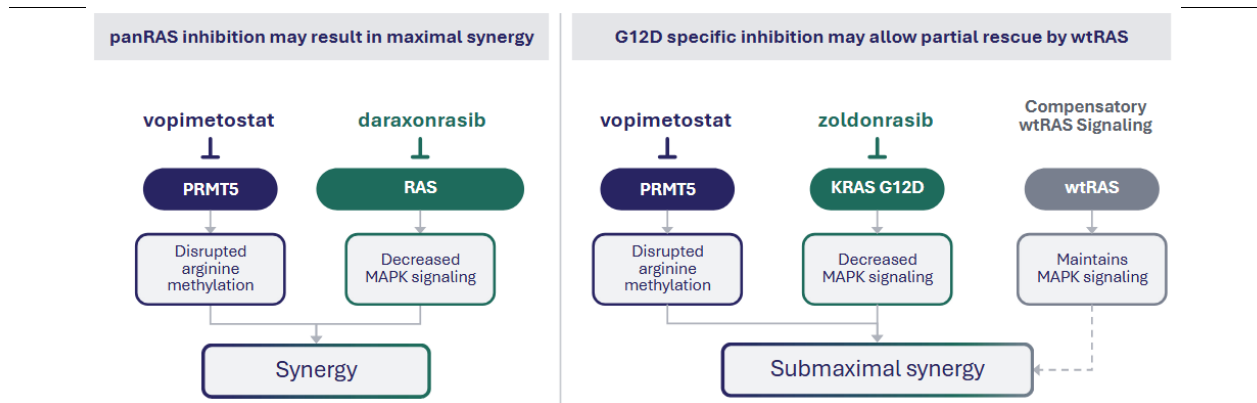 panRAS inhibition may result in maximal synergy
vopimetostat
daraxonrasib
PRMT5
RAS
Disrupted
arginine
methylation
Decreased
MAPK signaling
Synergy
G12D specific inhibition may allow partial rescue by wtRAS
vopimetostat
zoldonrasib
Compensatory
wtRAS Signaling
PRMT5
KRAS G12D
wtRAS
Disrupted
arginine
methylation
Decreased
MAPK signaling
Maintains
MAPK signaling
Submaximal synergy